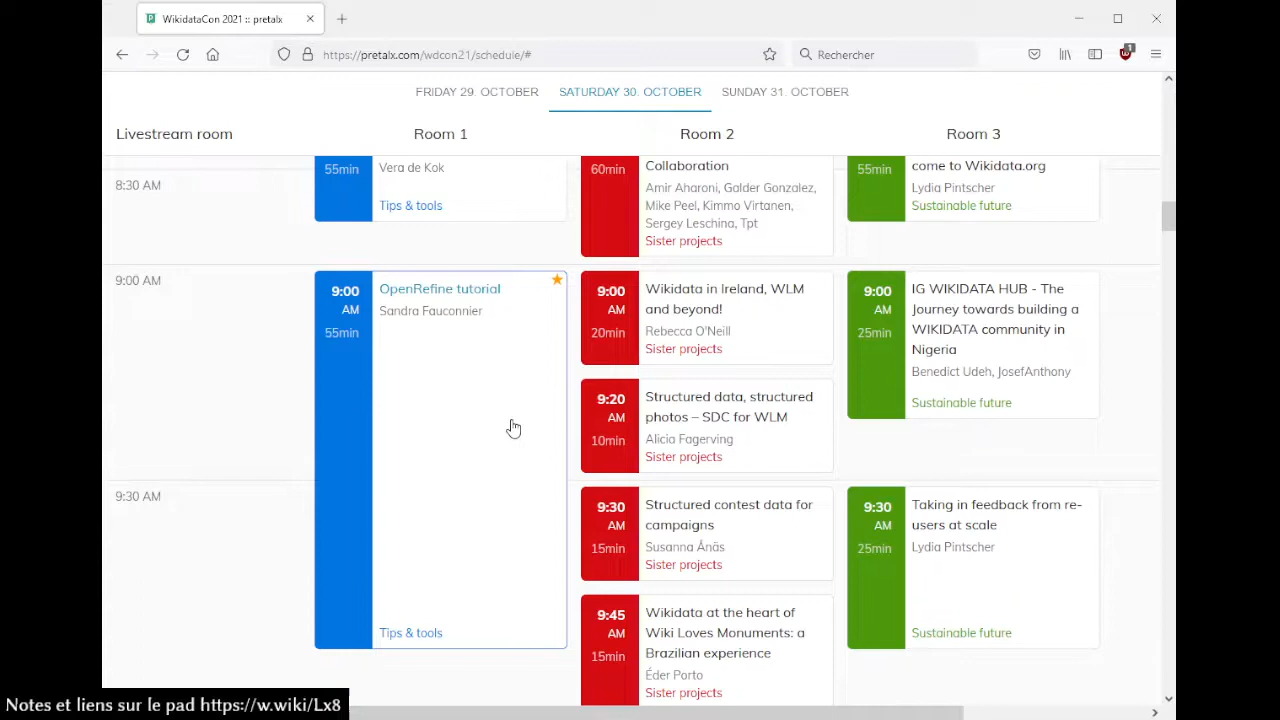 WikidataCon 2021 :: pretalx
https://pretalx.com/wdcon21/schedule/#
Rechercher
1
FRIDAY 29. OCTOBER
SATURDAY 30. OCTOBER
SUNDAY 31. OCTOBER
Livestream room
Room 1
Room 2
Room 3
8:30 AM
55min
Vera de Kok
Tips & tools
60min
Collaboration
Amir Aharoni, Galder Gonzalez,
Mike Peel, Kimmo Virtanen,
Sergey Leschina, Tpt
Sister projects
55min
come to Wikidata.org
Lydia Pintscher
Sustainable future
9:00 AM
9:00
AM
55min
OpenRefine tutorial
Sandra Fauconnier
Tips & tools
9:00
AM
20min
Wikidata in Ireland, WLM
and beyond!
Rebecca O'Neill
Sister projects
9:00
AM
25min
IG WIKIDATA HUB - The
Journey towards building a
WIKIDATA community in
Nigeria
Benedict Udeh, JosefAnthony
Sustainable future
9:20
AM
10min
Structured data, structured
photos – SDC for WLM
Alicia Fagerving
Sister projects
9:30 AM
9:30
AM
15min
Structured contest data for
campaigns
Susanna Ånäs
Sister projects
9:30
AM
25min
Taking in feedback from re-
users at scale
Lydia Pintscher
Sustainable future
9:45
AM
15min
Wikidata at the heart of
Wiki Loves Monuments: a
Brazilian experience
Éder Porto
Sister projects
Notes et liens sur le pad https://w.wiki/Lx8